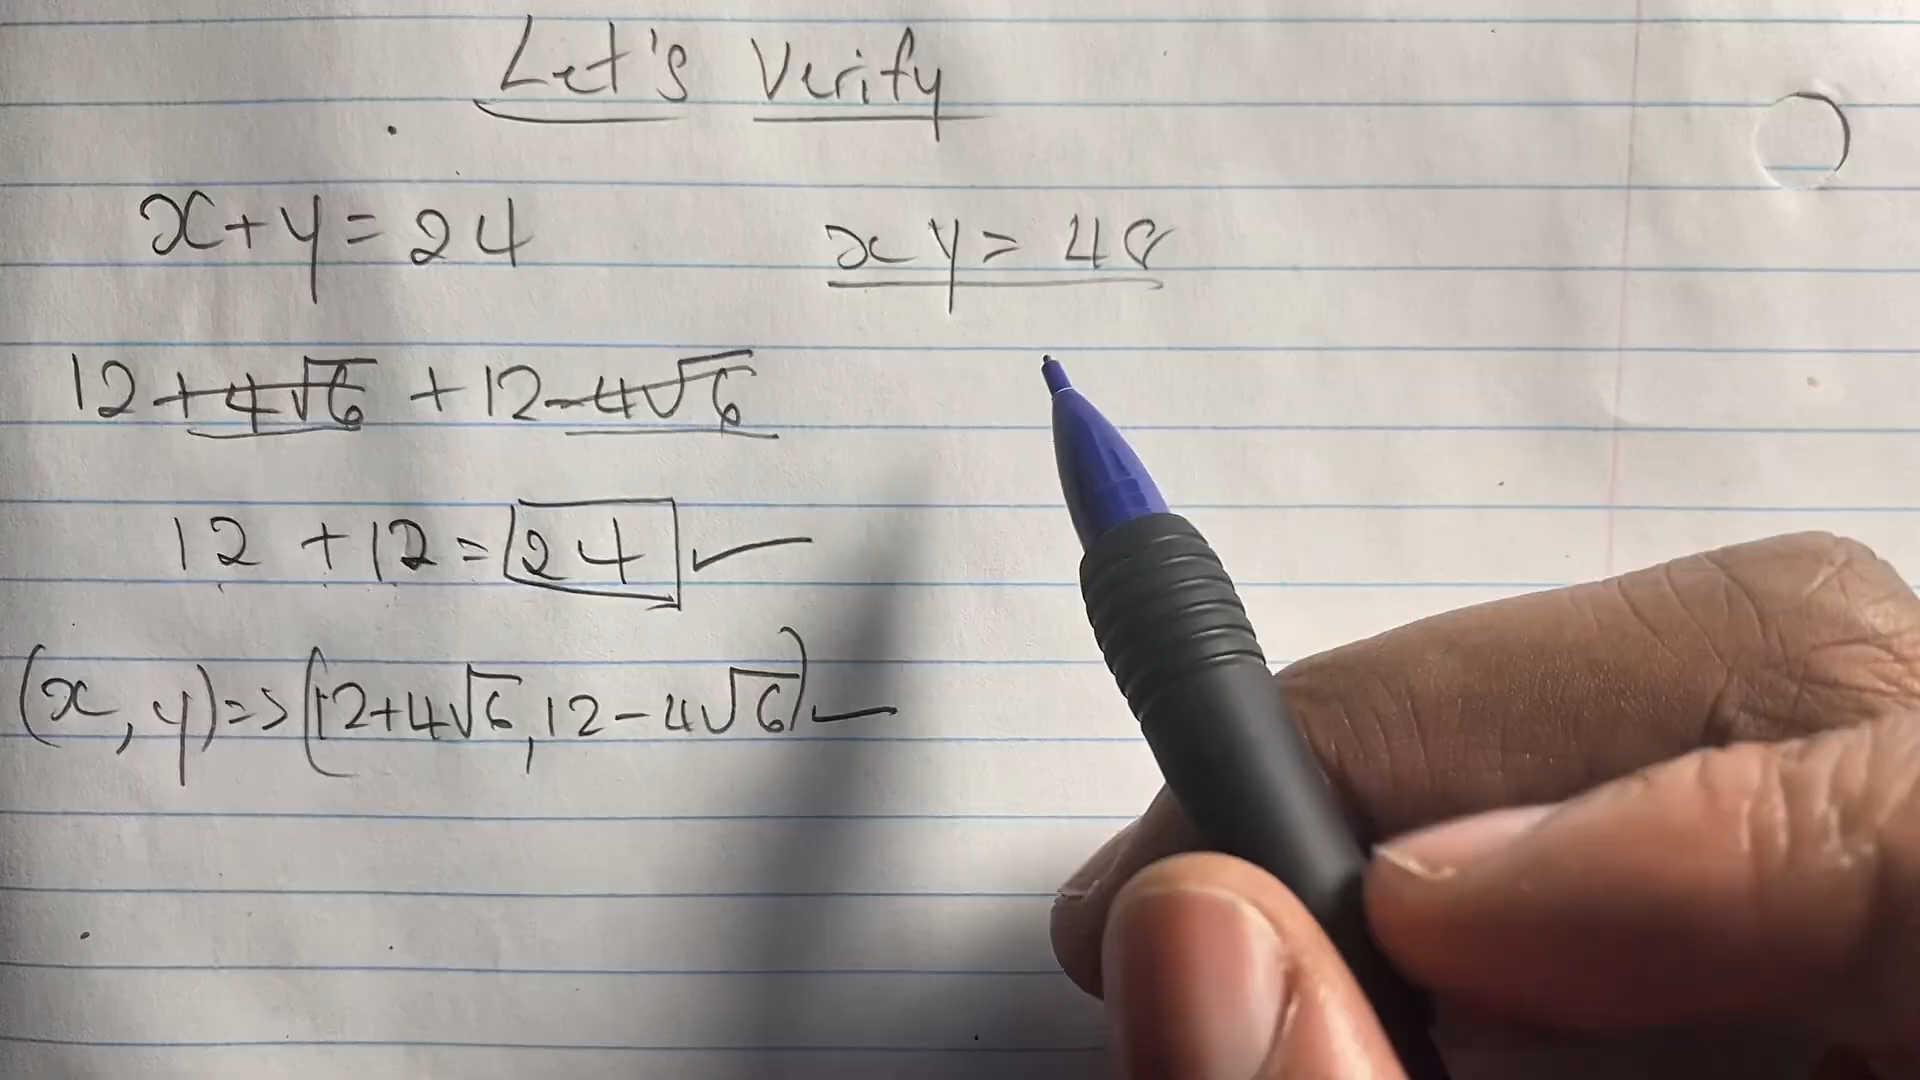 Let's Verify
x+y=24
xy=48
12+4√6 +12-4√6
12 +12=24
(x,y)=>(12+4√6,12-4√6)